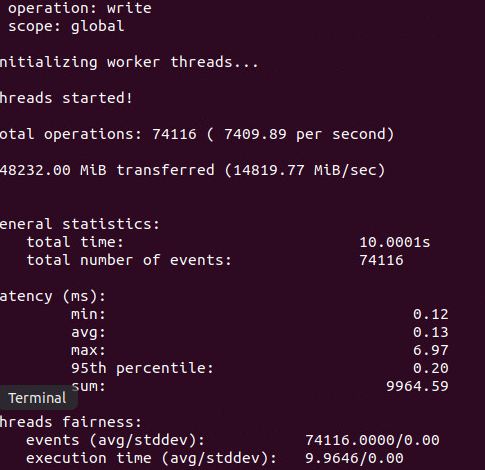 operation: write
scope: global
nitializing worker threads...
hreads started!
otal operations: 74116 ( 7409.89 per second)
48232.00 MiB transferred (14819.77 MiB/sec)
eneral statistics:
total time: 10.0001s
total number of events: 74116
atency (ms):
min: 0.12
avg: 0.13
max: 6.97
95th percentile: 0.20
sum: 9964.59
Terminal
hreads fairness:
events (avg/stddev): 74116.0000/0.00
execution time (avg/stddev): 9.9646/0.00